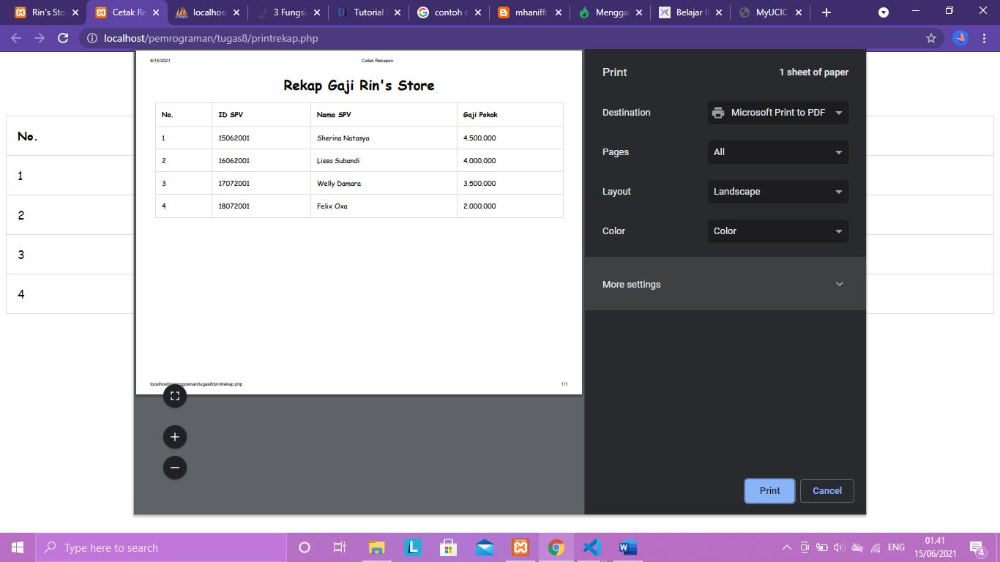 Rin's Sto
Cetak Re
localhost
3 Fungsi
Tutorial
contoh
mhaniff:
Mengga
Belajar
MyUCIC
localhost/pemrograman/tugas8/printrekap.php
6/15/2021 Cetak Rekapan
Rekap Gaji Rin's Store
No. ID SPV Nama SPV Gaji Pokok
1 15062001 Sherina Natasya 4,500,000
2 16062001 Lissa Subandi 4,000,000
3 17072001 Welly Damara 3,500,000
4 18072001 Felix Oxa 2,000,000
localhost/pemrograman/tugas8/printrekap.php 1/1
No.
1
2
3
4
Print 1 sheet of paper
Destination Microsoft Print to PDF
Pages All
Layout Landscape
Color Color
More settings
Print Cancel
Type here to search
ENG
01.41
15/06/2021
4